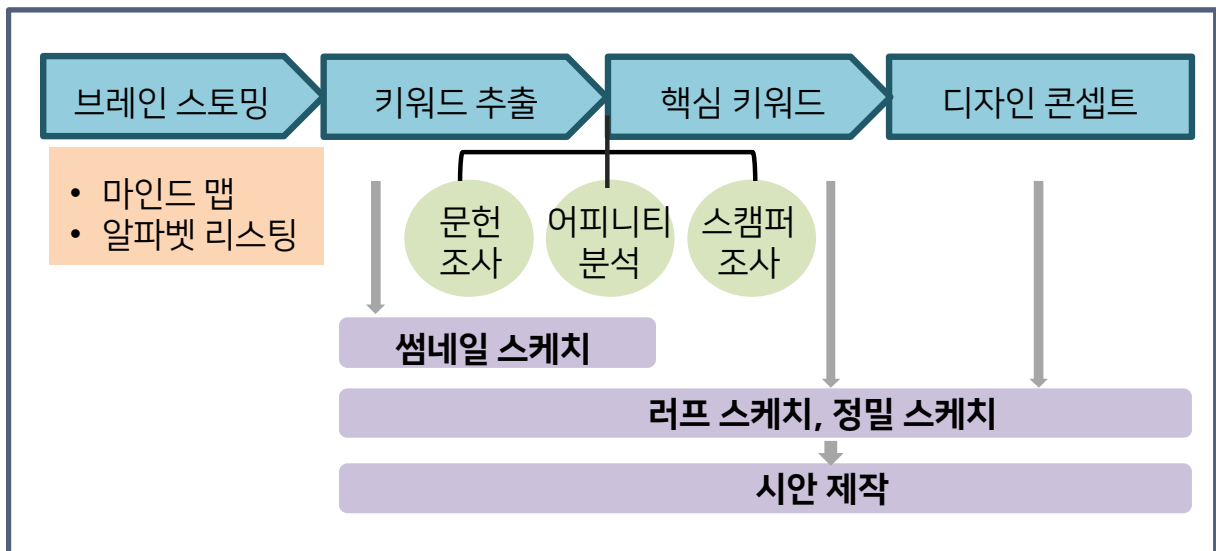 브레인 스토밍
키워드 추출
핵심 키워드
디자인 콘셉트
• 마인드 맵
• 알파벳 리스팅
문헌
조사
어피니티
분석
스캠퍼
조사
썸네일 스케치
러프 스케치, 정밀 스케치
시안 제작